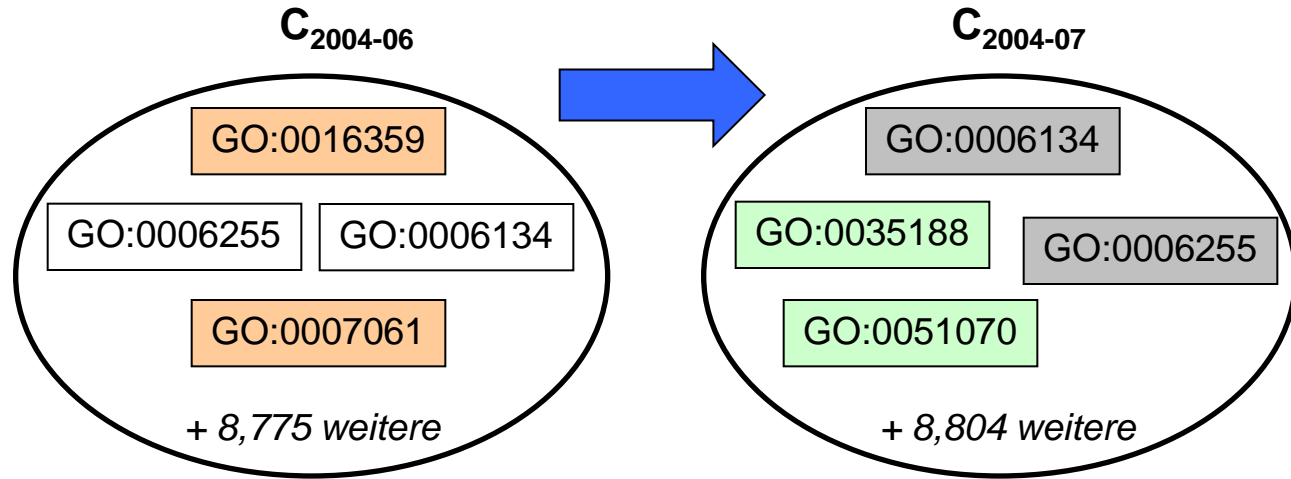 C2004-06
GO:0016359
GO:0006255
GO:0006134
GO:0007061
+ 8,775 weitere
C2004-07
GO:0006134
GO:0035188
GO:0006255
GO:0051070
+ 8,804 weitere